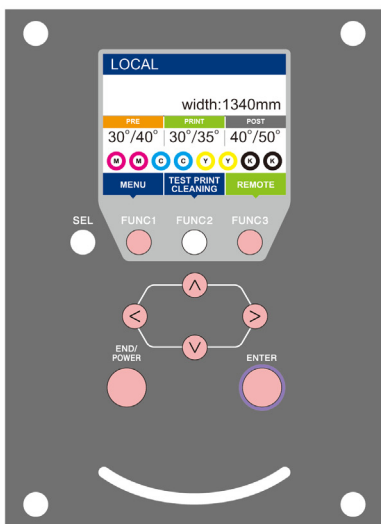 LOCAL
width:1340mm
PRE PRINT POST
30°/40° 30°/35° 40°/50°
M M C C Y Y K K
MENU TEST PRINT CLEANING REMOTE
SEL FUNC1 FUNC2 FUNC3
<
>
END/
POWER
ENTER